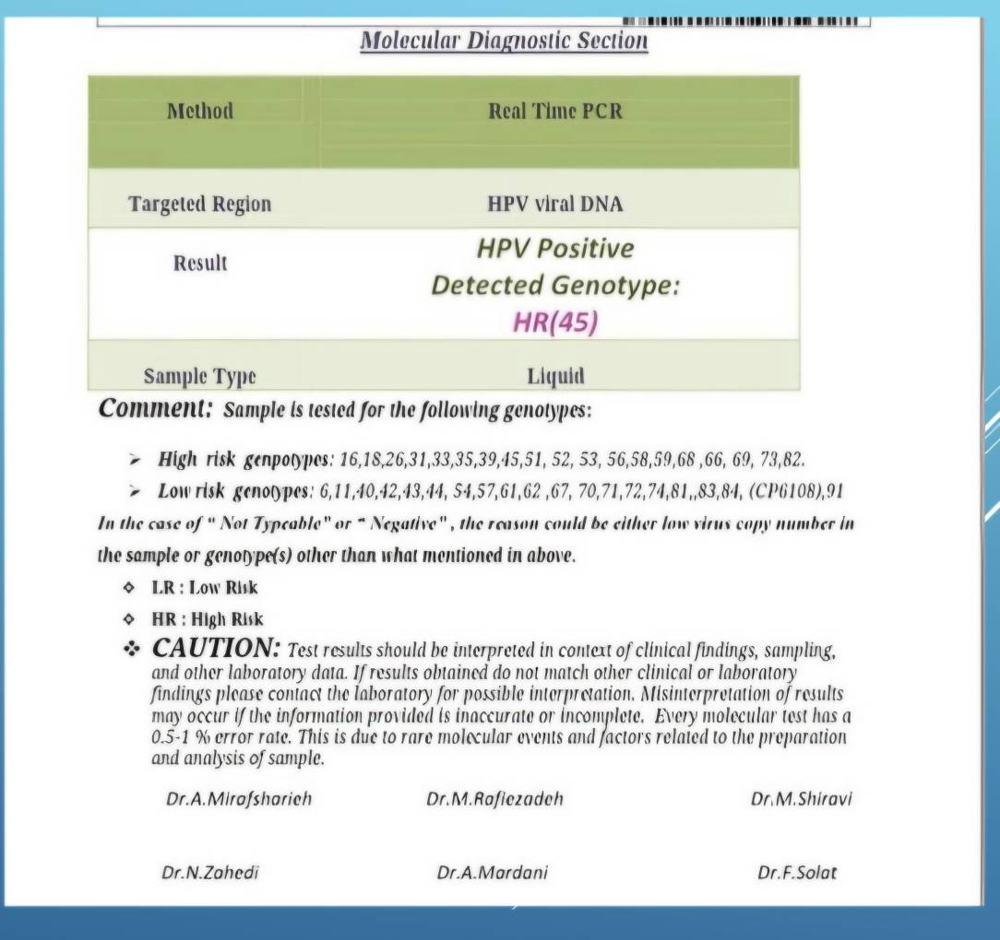 Molecular Diagnostic Section
Method Real Time PCR
Targeted Region HPV viral DNA
Result HPV Positive
Detected Genotype:
HR(45)
Sample Type Liquid
Comment: Sample is tested for the following genotypes:
➢ High risk genpotypes: 16,18,26,31,33,35,39,45,51, 52, 53, 56,58,59,68 ,66, 69, 73,82.
➢ Low risk genotypes: 6,11,40,42,43,44, 54,57,61,62 ,67, 70,71,72,74,81,,83,84, (CP6108),91
In the case of “ Not Typeable” or “ Negative” , the reason could be either low virus copy number in
the sample or genotype(s) other than what mentioned in above.
❖ LR : Low Risk
❖ HR : High Risk
❖ CAUTION: Test results should be interpreted in context of clinical findings, sampling,
and other laboratory data. If results obtained do not match other clinical or laboratory
findings please contact the laboratory for possible interpretation. Misinterpretation of results
may occur if the information provided is inaccurate or incomplete. Every molecular test has a
0.5-1 % error rate. This is due to rare molecular events and factors related to the preparation
and analysis of sample.
Dr.A.Mirafsharieh Dr.M.Rafiezadeh Dr.M.Shiravi
Dr.N.Zahedi Dr.A.Mardani Dr.F.Solat